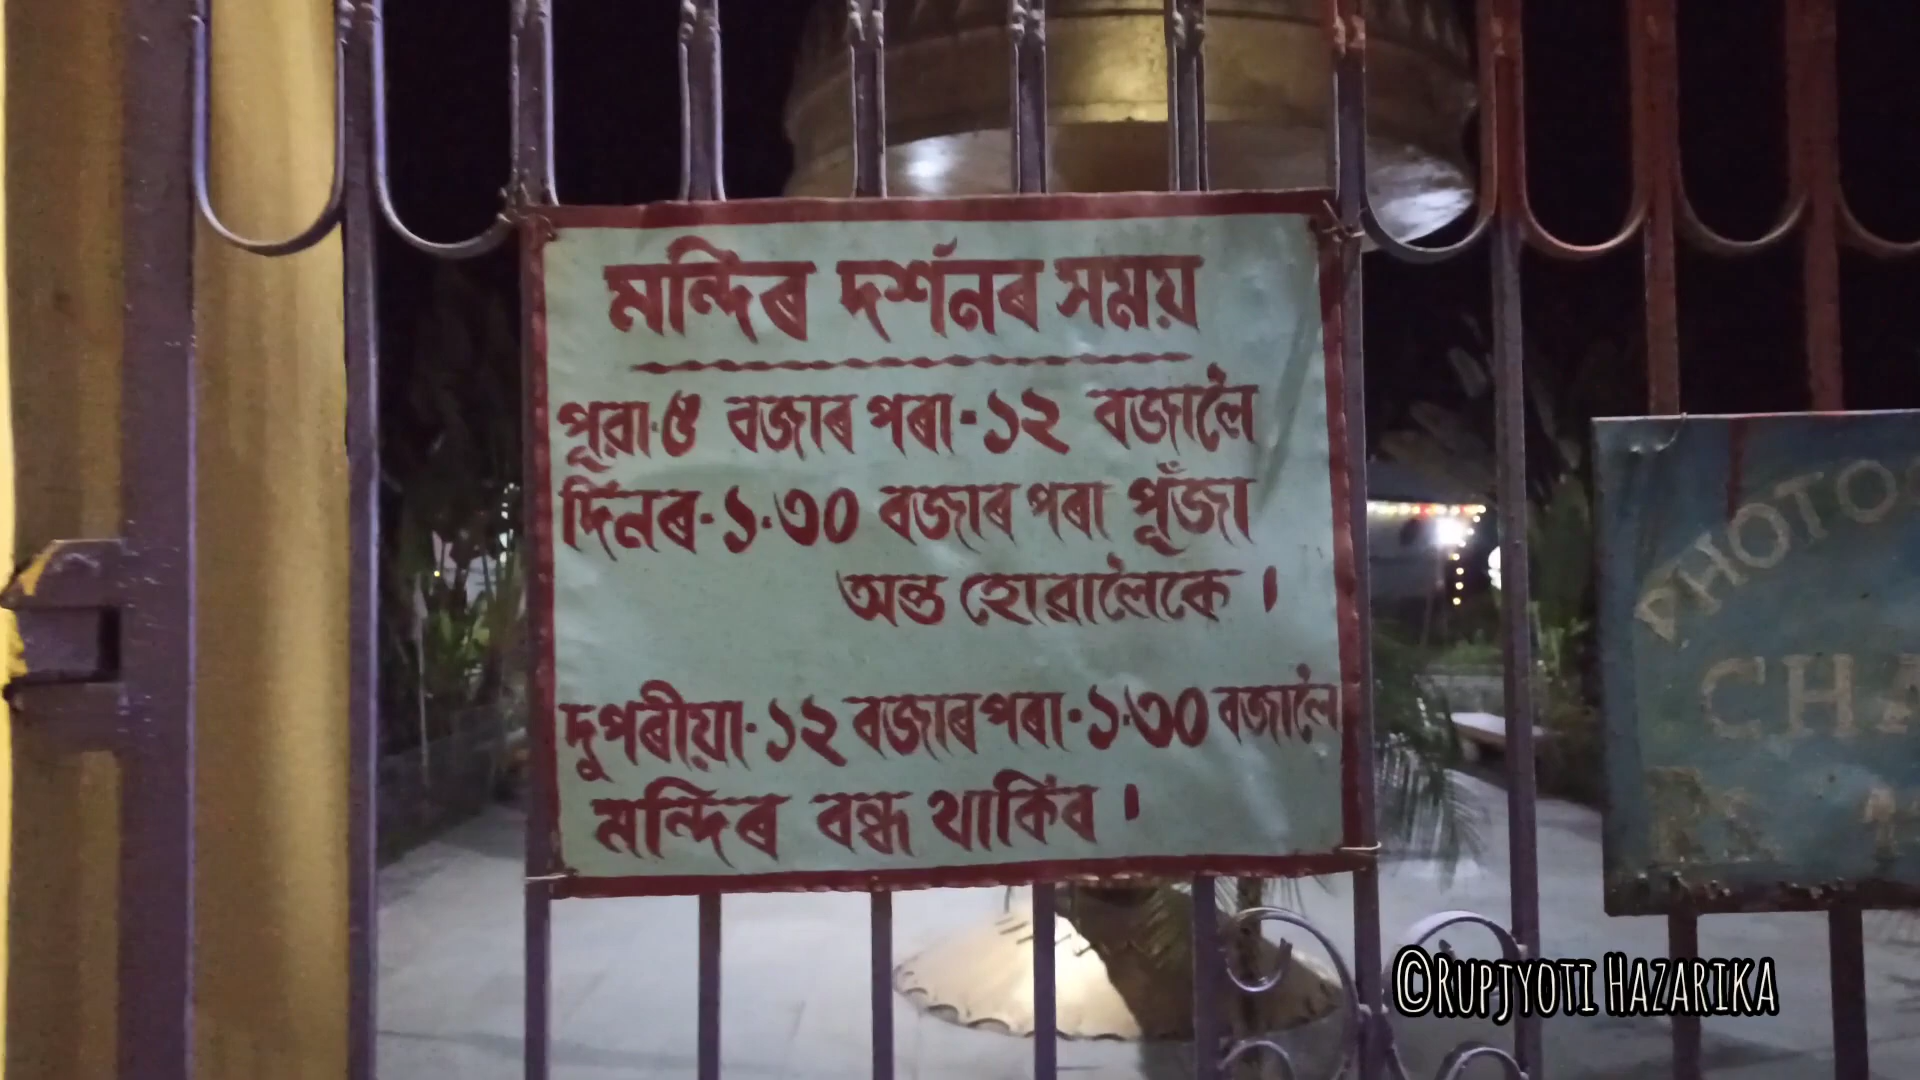 মন্দিৰ দৰ্শনৰ সময়
পূৱা-৫ বজাৰ পৰা-১২ বজালৈ
দিনৰ-১.৩০ বজাৰ পৰা পূঁজা
অন্ত হোৱালৈকে।
দুপৰীয়া-১২ বজাৰ পৰা-১.৩০ বজালৈ
মন্দিৰ বন্ধ থাকিব।
PHOTO
CHA
©RUPJYOTI HAZARIKA